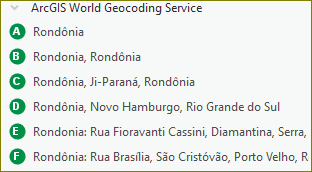 ArcGIS World Geocoding Service
A Rondônia
B Rondonia, Rondônia
C Rondônia, Ji-Paraná, Rondônia
D Rondônia, Novo Hamburgo, Rio Grande do Sul
E Rondonia: Rua Fioravanti Cassini, Diamantina, Serra,
F Rondônia: Rua Brasília, São Cristóvão, Porto Velho, R